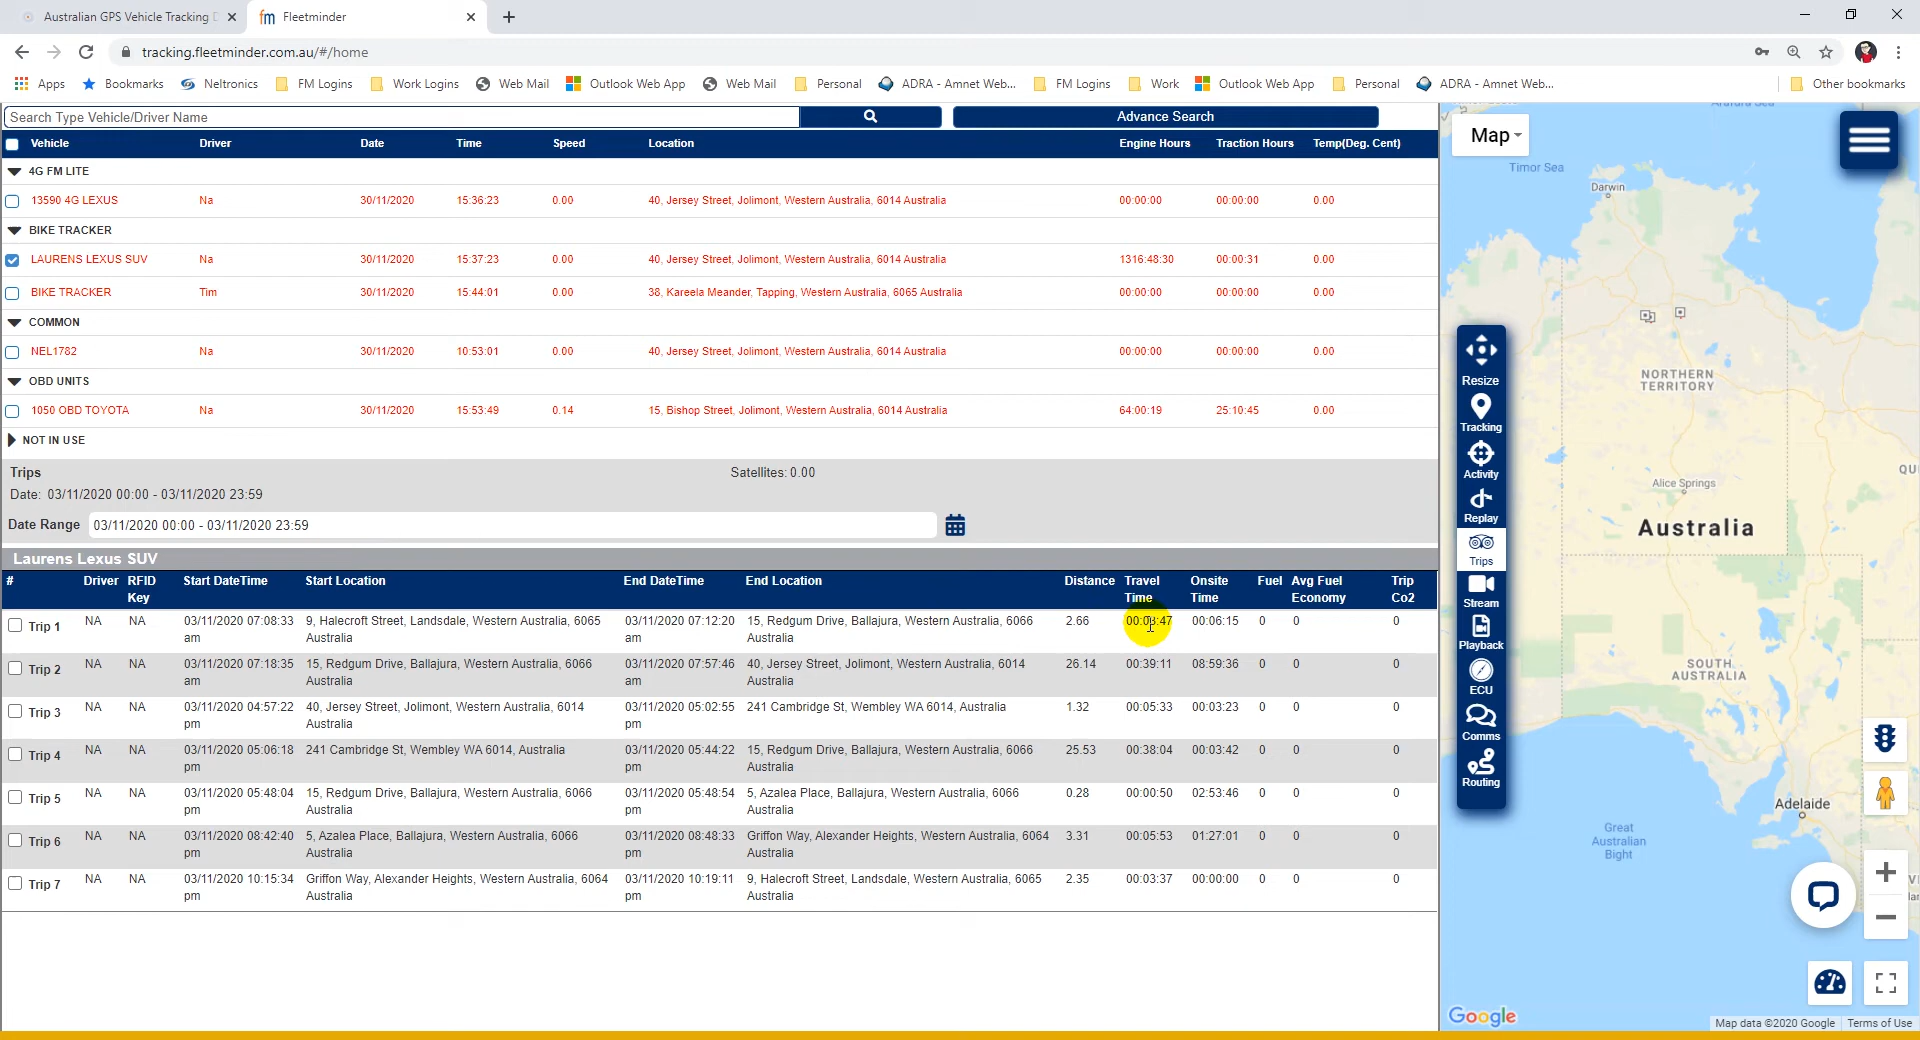 Australian GPS Vehicle Tracking D
Fleetminder
tracking.fleetminder.com.au/#/home
Apps Bookmarks Neltronics FM Logins Work Logins Web Mail Outlook Web App Web Mail Personal ADRA - Amnet Web... FM Logins Work Outlook Web App Personal ADRA - Amnet Web... Other bookmarks
Search Type Vehicle/Driver Name Advance Search
Vehicle Driver Date Time Speed Location Engine Hours Traction Hours Temp(Deg. Cent)
4G FM LITE
13590 4G LEXUS Na 30/11/2020 15:36:23 0.00 40, Jersey Street, Jolimont, Western Australia, 6014 Australia 00:00:00 00:00:00 0.00
BIKE TRACKER
LAURENS LEXUS SUV Na 30/11/2020 15:37:23 0.00 40, Jersey Street, Jolimont, Western Australia, 6014 Australia 1316:48:30 00:00:31 0.00
BIKE TRACKER Tim 30/11/2020 15:44:01 0.00 38, Kareela Meander, Tapping, Western Australia, 6065 Australia 00:00:00 00:00:00 0.00
COMMON
NEL1782 Na 30/11/2020 10:53:01 0.00 40, Jersey Street, Jolimont, Western Australia, 6014 Australia 00:00:00 00:00:00 0.00
OBD UNITS
1050 OBD TOYOTA Na 30/11/2020 15:53:49 0.14 15, Bishop Street, Jolimont, Western Australia, 6014 Australia 64:00:19 25:10:45 0.00
NOT IN USE
Trips Satellites: 0.00
Date: 03/11/2020 00:00 - 03/11/2020 23:59
Date Range 03/11/2020 00:00 - 03/11/2020 23:59
Laurens Lexus SUV
# Driver RFID Start DateTime Start Location End DateTime End Location Distance Travel Onsite Fuel Avg Fuel Trip
Key Time Time Economy Co2
Trip 1 NA NA 03/11/2020 07:08:33 9, Halecroft Street, Landsdale, Western Australia, 6065 03/11/2020 07:12:20 15, Redgum Drive, Ballajura, Western Australia, 6066 2.66 00:03:47 00:06:15 0 0 0
am Australia am Australia
Trip 2 NA NA 03/11/2020 07:18:35 15, Redgum Drive, Ballajura, Western Australia, 6066 03/11/2020 07:57:46 40, Jersey Street, Jolimont, Western Australia, 6014 26.14 00:39:11 08:59:36 0 0 0
am Australia am Australia
Trip 3 NA NA 03/11/2020 04:57:22 40, Jersey Street, Jolimont, Western Australia, 6014 03/11/2020 05:02:55 241 Cambridge St, Wembley WA 6014, Australia 1.32 00:05:33 00:03:23 0 0 0
pm Australia pm
Trip 4 NA NA 03/11/2020 05:06:18 241 Cambridge St, Wembley WA 6014, Australia 03/11/2020 05:44:22 15, Redgum Drive, Ballajura, Western Australia, 6066 25.53 00:38:04 00:03:42 0 0 0
pm pm Australia
Trip 5 NA NA 03/11/2020 05:48:04 15, Redgum Drive, Ballajura, Western Australia, 6066 03/11/2020 05:48:54 5, Azalea Place, Ballajura, Western Australia, 6066 0.28 00:00:50 02:53:46 0 0 0
pm Australia pm Australia
Trip 6 NA NA 03/11/2020 08:42:40 5, Azalea Place, Ballajura, Western Australia, 6066 03/11/2020 08:48:33 Griffon Way, Alexander Heights, Western Australia, 6064 3.31 00:05:53 01:27:01 0 0 0
pm Australia pm Australia
Trip 7 NA NA 03/11/2020 10:15:34 Griffon Way, Alexander Heights, Western Australia, 6064 03/11/2020 10:19:11 9, Halecroft Street, Landsdale, Western Australia, 6065 2.35 00:03:37 00:00:00 0 0 0
pm Australia pm Australia
Map
Timor Sea
Darwin
NORTHERN
TERRITORY
QU
Alice Springs
Australia
SOUTH
AUSTRALIA
Adelaide
Great
Australian
Bight
Resize
Tracking
Activity
Replay
Trips
Stream
Playback
ECU
Comms
Routing
Google
Map data ©2020 Google Terms of Use